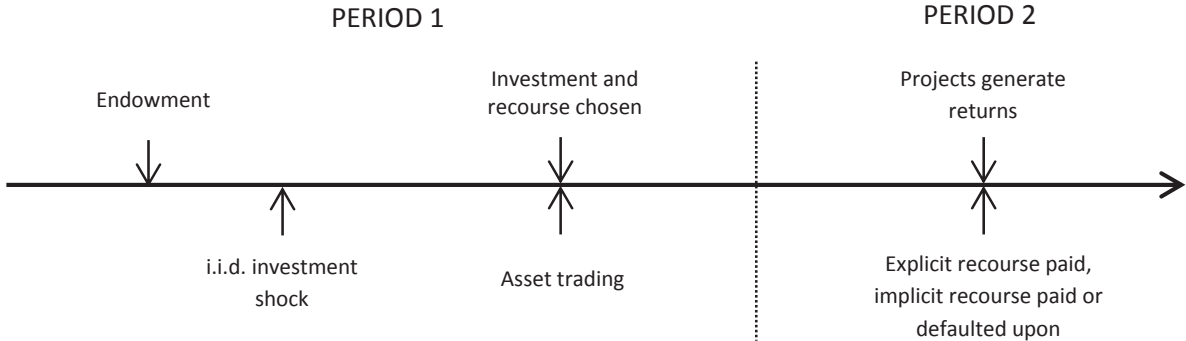 PERIOD 1
PERIOD 2
Endowment
Investment and
recourse chosen
Projects generate
returns
i.i.d. investment
shock
Asset trading
Explicit recourse paid,
implicit recourse paid or
defaulted upon